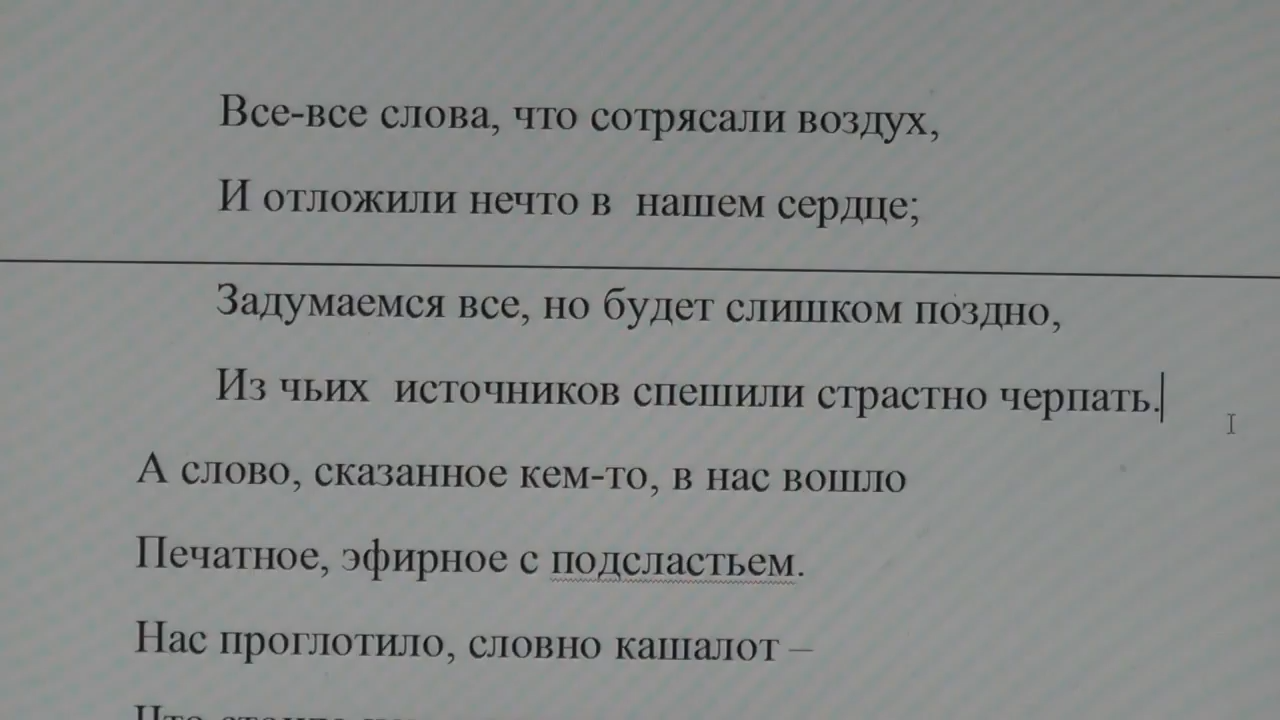 Все-все слова, что сотрясали воздух,
И отложили нечто в нашем сердце;
Задумаемся все, но будет слишком поздно,
Из чьих источников спешили страстно черпать.
А слово, сказанное кем-то, в нас вошло
Печатное, эфирное с подсластьем.
Нас проглотило, словно кашалот –